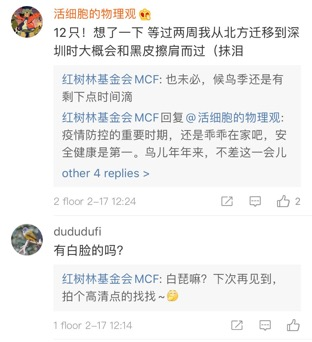 活细胞的物理观
12只！想了一下 等过两周我从北方迁移到深
圳时大概会和黑皮擦肩而过（抹泪
红树林基金会MCF: 也未必，候鸟季还是有
剩下点时间滴
红树林基金会MCF回复@活细胞的物理观:
疫情防控的重要时期，还是乖乖在家吧，安
全健康是第一。鸟儿年年来，不差这一会儿
other 4 replies >
2 floor 2-17 12:24
2
dududufi
有白脸的吗?
红树林基金会MCF: 白琵嘛？下次再见到，
拍个高清点的找找~
1 floor 2-17 12:14